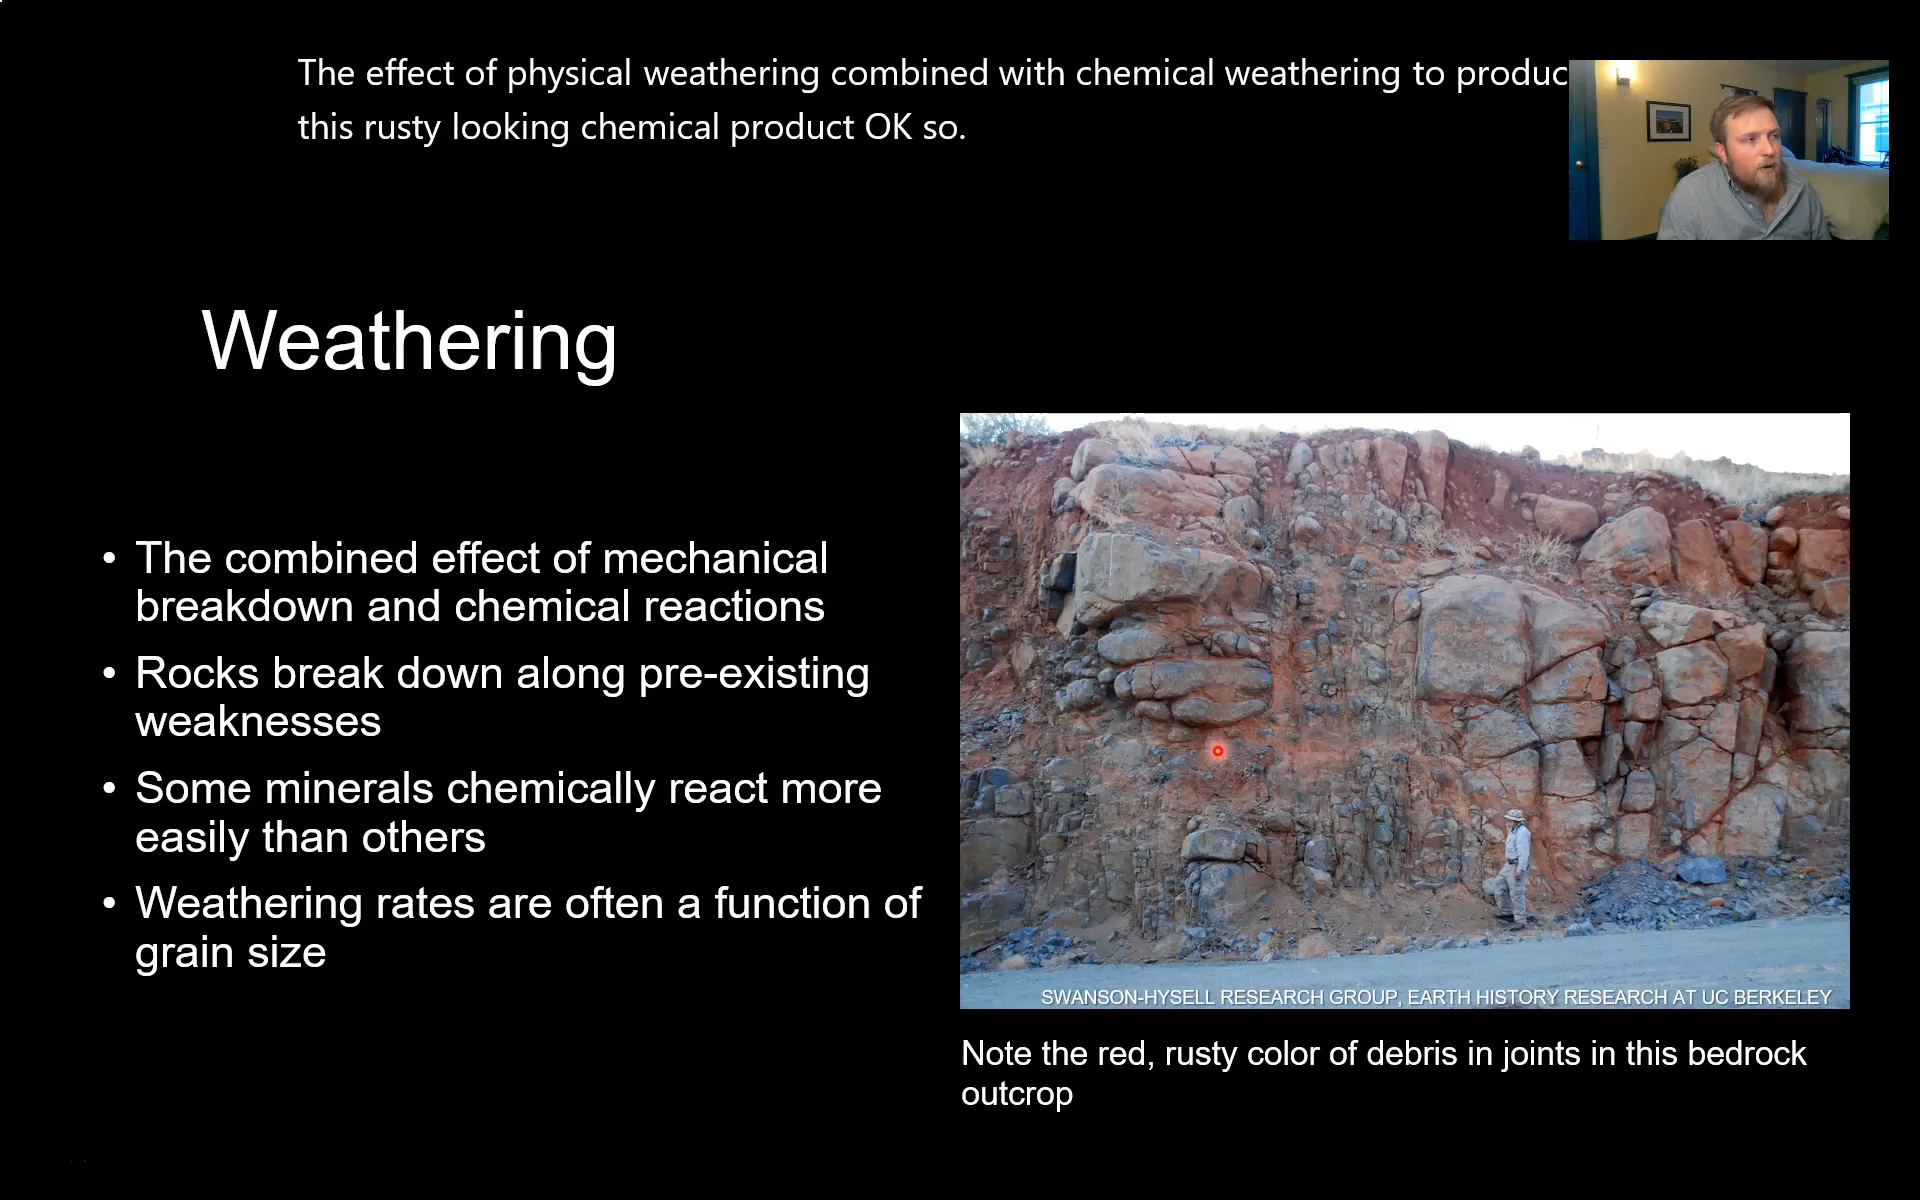 The effect of physical weathering combined with chemical weathering to produc
this rusty looking chemical product OK so.
Weathering
• The combined effect of mechanical
breakdown and chemical reactions
• Rocks break down along pre-existing
weaknesses
• Some minerals chemically react more
easily than others
• Weathering rates are often a function of
grain size
SWANSON-HYSELL RESEARCH GROUP, EARTH HISTORY RESEARCH AT UC BERKELEY
Note the red, rusty color of debris in joints in this bedrock
outcrop